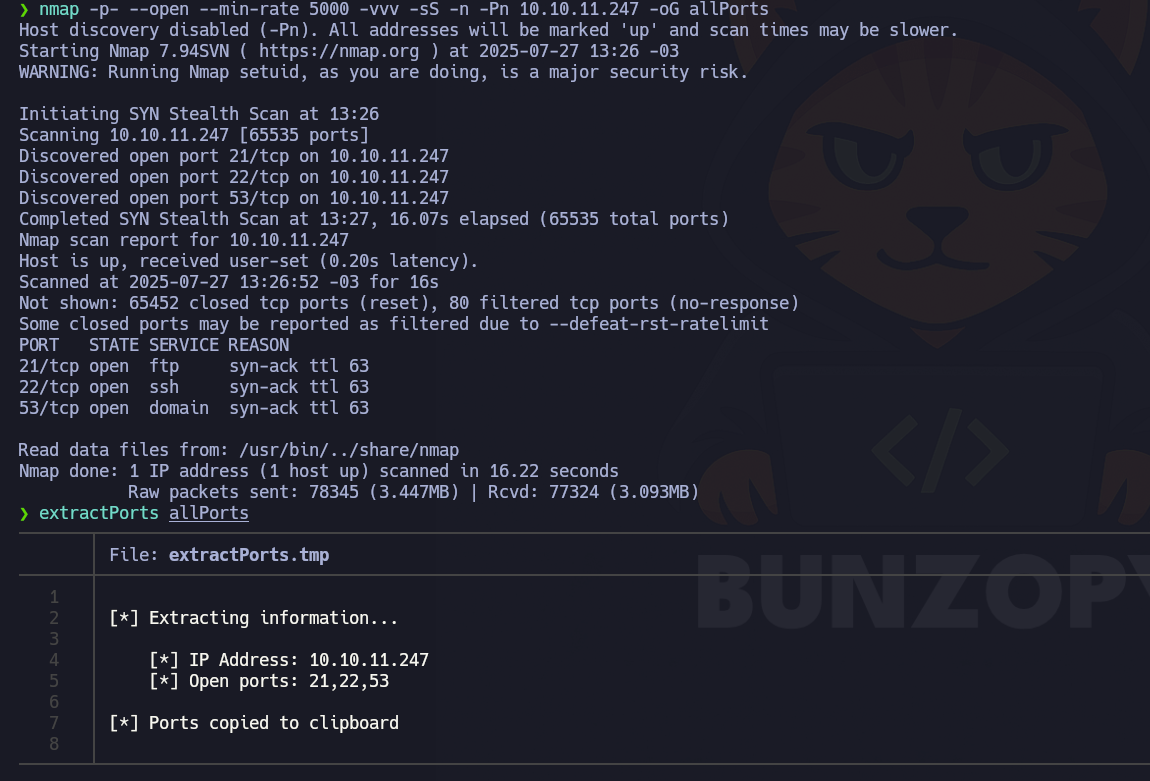 ❯ nmap -p- --open --min-rate 5000 -vvv -sS -n -Pn 10.10.11.247 -oG allPorts
Host discovery disabled (-Pn). All addresses will be marked 'up' and scan times may be slower.
Starting Nmap 7.94SVN ( https://nmap.org ) at 2025-07-27 13:26 -03
WARNING: Running Nmap setuid, as you are doing, is a major security risk.

Initiating SYN Stealth Scan at 13:26
Scanning 10.10.11.247 [65535 ports]
Discovered open port 21/tcp on 10.10.11.247
Discovered open port 22/tcp on 10.10.11.247
Discovered open port 53/tcp on 10.10.11.247
Completed SYN Stealth Scan at 13:27, 16.07s elapsed (65535 total ports)
Nmap scan report for 10.10.11.247
Host is up, received user-set (0.20s latency).
Scanned at 2025-07-27 13:26:52 -03 for 16s
Not shown: 65452 closed tcp ports (reset), 80 filtered tcp ports (no-response)
Some closed ports may be reported as filtered due to --defeat-rst-ratelimit
PORT   STATE SERVICE REASON
21/tcp open  ftp     syn-ack ttl 63
22/tcp open  ssh     syn-ack ttl 63
53/tcp open  domain  syn-ack ttl 63

Read data files from: /usr/bin/../share/nmap
Nmap done: 1 IP address (1 host up) scanned in 16.22 seconds
           Raw packets sent: 78345 (3.447MB) | Rcvd: 77324 (3.093MB)
❯ extractPorts allPorts
File: extractPorts.tmp
1
2 [*] Extracting information...
3
4     [*] IP Address: 10.10.11.247
5     [*] Open ports: 21,22,53
6
7 [*] Ports copied to clipboard
8
</> 
BUNZOPY